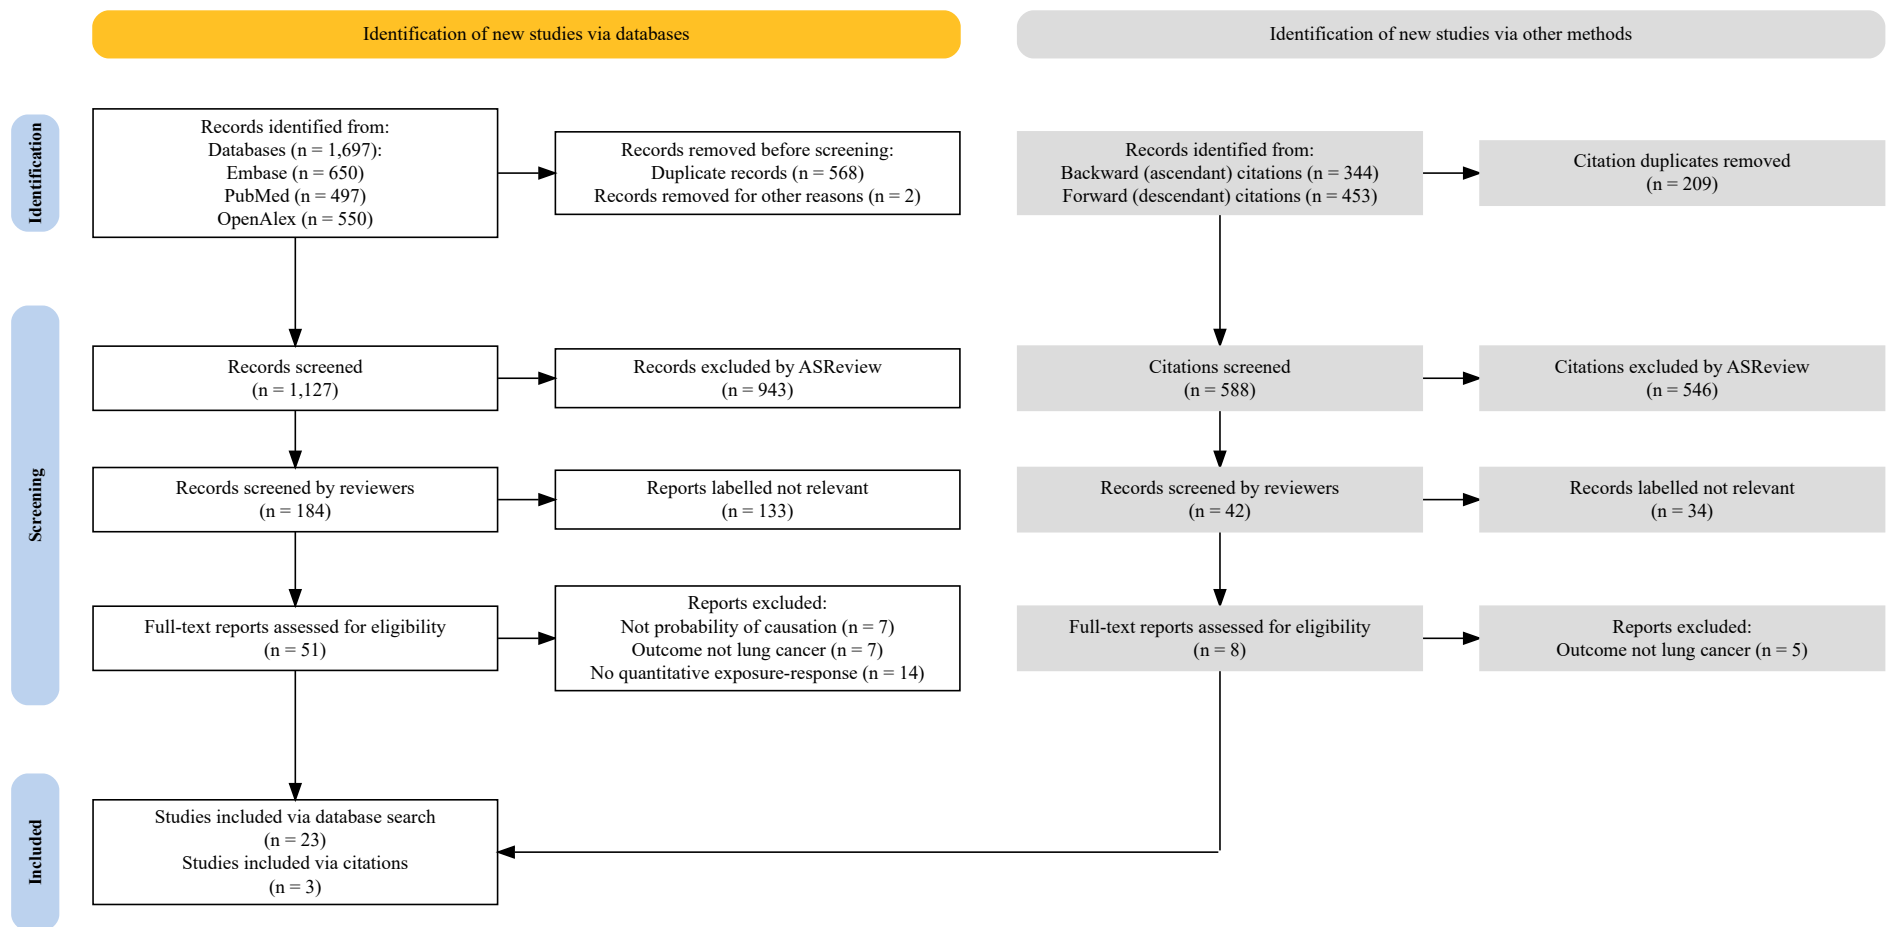 Identification of new studies via databases
Identification of new studies via other methods
Identification
Records identified from:
Databases (n = 1,697):
Embase (n = 650)
PubMed (n = 497)
OpenAlex (n = 550)
Records removed before screening:
Duplicate records (n = 568)
Records removed for other reasons (n = 2)
Records identified from:
Backward (ascendant) citations (n = 344)
Forward (descendant) citations (n = 453)
Citation duplicates removed
(n = 209)
Screening
Records screened
(n = 1,127)
Records excluded by ASReview
(n = 943)
Citations screened
(n = 588)
Citations excluded by ASReview
(n = 546)
Records screened by reviewers
(n = 184)
Reports labelled not relevant
(n = 133)
Records screened by reviewers
(n = 42)
Records labelled not relevant
(n = 34)
Full-text reports assessed for eligibility
(n = 51)
Reports excluded:
Not probability of causation (n = 7)
Outcome not lung cancer (n = 7)
No quantitative exposure-response (n = 14)
Full-text reports assessed for eligibility
(n = 8)
Reports excluded:
Outcome not lung cancer (n = 5)
Included
Studies included via database search
(n = 23)
Studies included via citations
(n = 3)